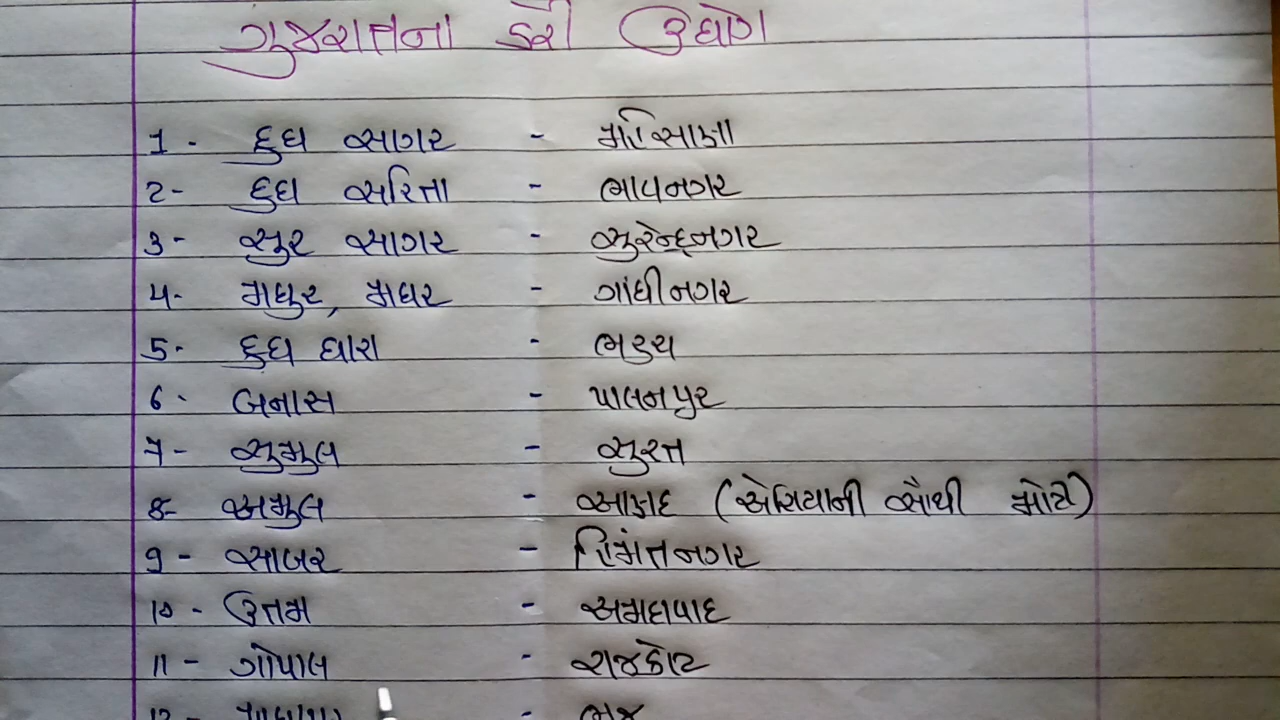 ગુજરાતના ડેરી ઉદ્યોગ
1 - દુધ સાગર - મહેસાણા
2 - દુધ સરિતા - ભાવનગર
3 - સુર સાગર - સુરેન્દ્રનગર
4 - મધુર, મધર - ગાંધીનગર
5 - દુધ ધારા - ભરુચ
6 - બનાસ - પાલનપુર
7 - સુમુલ - સુરત
8 - અમુલ - આણંદ (એશિયાની સૌથી મોટી)
9 - સાબર - હિંમતનગર
10 - ઉત્તમ - અમદાવાદ
11 - ગોપાલ - રાજકોટ
12 - - ભુજ